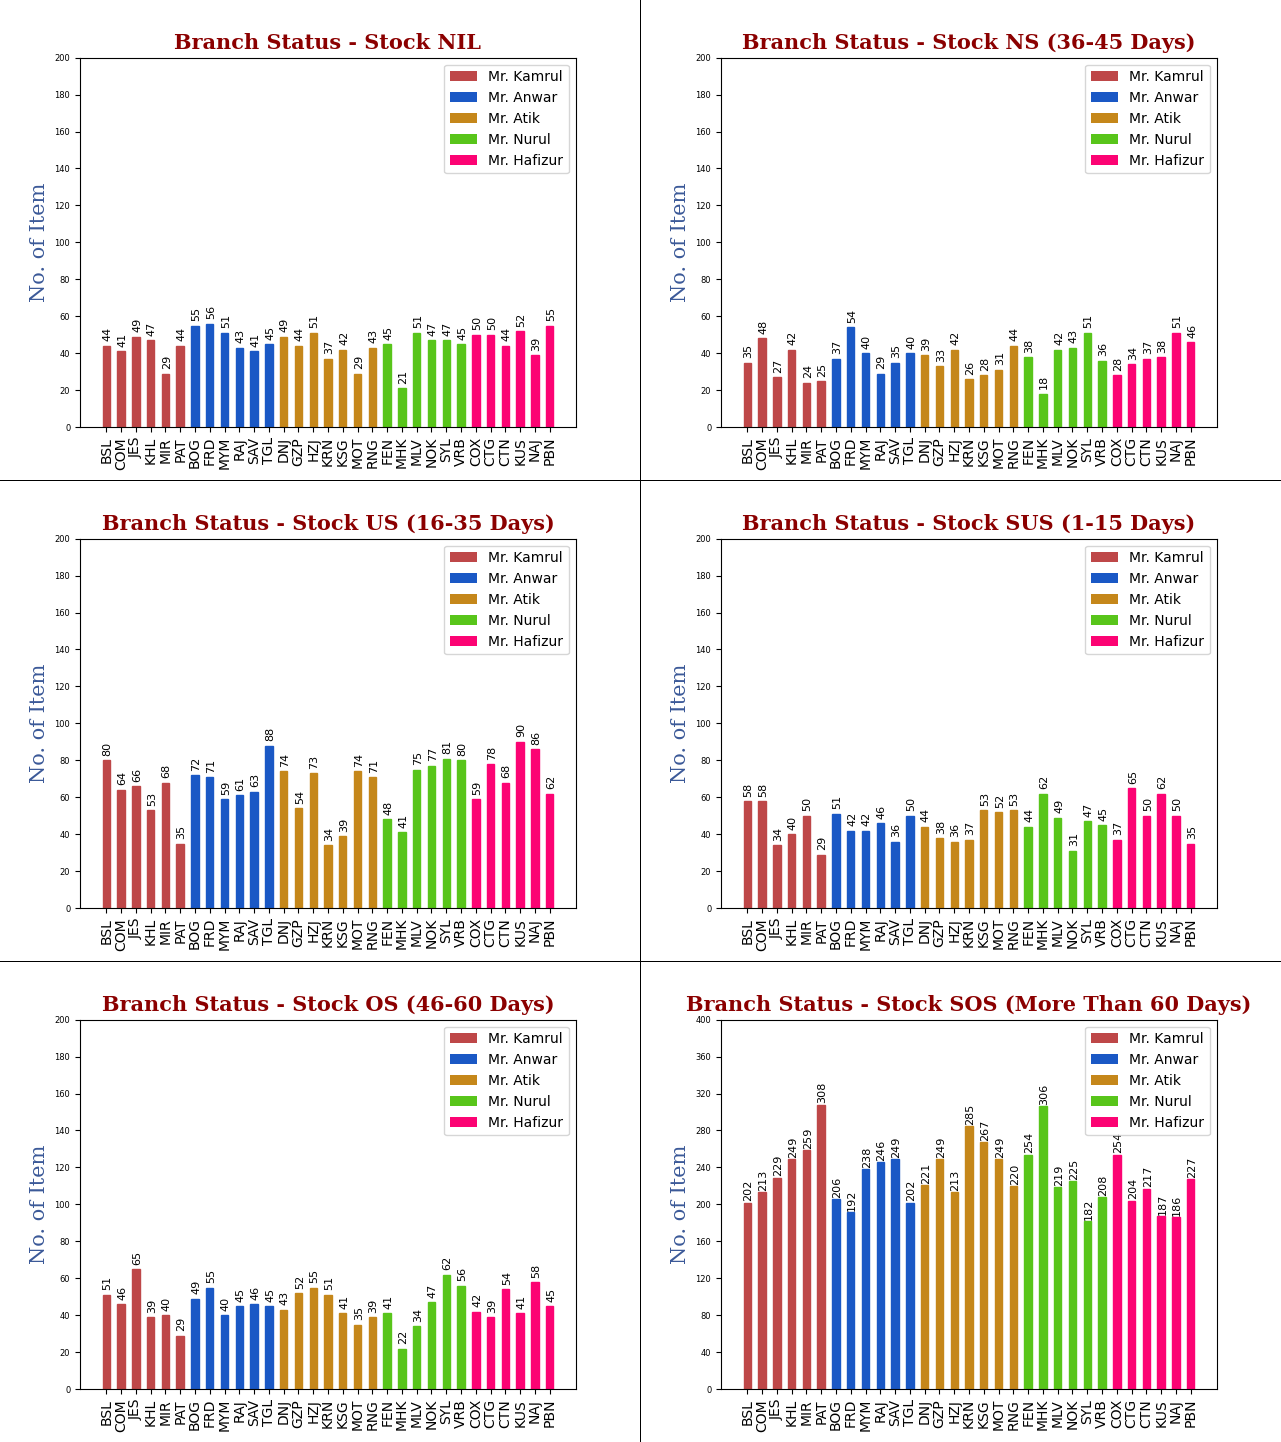 Branch Status - Stock NIL
No. of Item
200
180
160
140
120
100
80
60
40
20
0
Mr. Kamrul
Mr. Anwar
Mr. Atik
Mr. Nurul
Mr. Hafizur
44 41 49 47 29 44 55 56 51 43 41 45 49 44 51 37 42 29 43 45 21 51 47 47 45 50 50 44 52 39 55
BSL COM JES KHL MIR PAT BOG FRD MYM RAJ SAV TGL DNJ GZP HZJ KRN KSG MOT RNG FEN MHK MLV NOK SYL VRB COX CTG CTN KUS NAJ PBN
Branch Status - Stock NS (36-45 Days)
No. of Item
200
180
160
140
120
100
80
60
40
20
0
Mr. Kamrul
Mr. Anwar
Mr. Atik
Mr. Nurul
Mr. Hafizur
35 48 27 42 24 25 37 54 40 29 35 40 39 33 42 26 28 31 44 38 18 42 43 51 36 28 34 37 38 51 46
BSL COM JES KHL MIR PAT BOG FRD MYM RAJ SAV TGL DNJ GZP HZJ KRN KSG MOT RNG FEN MHK MLV NOK SYL VRB COX CTG CTN KUS NAJ PBN
Branch Status - Stock US (16-35 Days)
No. of Item
200
180
160
140
120
100
80
60
40
20
0
Mr. Kamrul
Mr. Anwar
Mr. Atik
Mr. Nurul
Mr. Hafizur
80 64 66 53 68 35 72 71 59 61 63 88 74 54 73 34 39 74 71 48 41 75 77 81 80 59 78 68 90 86 62
BSL COM JES KHL MIR PAT BOG FRD MYM RAJ SAV TGL DNJ GZP HZJ KRN KSG MOT RNG FEN MHK MLV NOK SYL VRB COX CTG CTN KUS NAJ PBN
Branch Status - Stock SUS (1-15 Days)
No. of Item
200
180
160
140
120
100
80
60
40
20
0
Mr. Kamrul
Mr. Anwar
Mr. Atik
Mr. Nurul
Mr. Hafizur
58 58 34 40 50 29 51 42 42 46 36 50 44 38 36 37 53 52 53 44 62 49 31 47 45 37 65 50 62 50 35
BSL COM JES KHL MIR PAT BOG FRD MYM RAJ SAV TGL DNJ GZP HZJ KRN KSG MOT RNG FEN MHK MLV NOK SYL VRB COX CTG CTN KUS NAJ PBN
Branch Status - Stock OS (46-60 Days)
No. of Item
200
180
160
140
120
100
80
60
40
20
0
Mr. Kamrul
Mr. Anwar
Mr. Atik
Mr. Nurul
Mr. Hafizur
51 46 65 39 40 29 49 55 40 45 46 45 43 52 55 51 41 35 39 41 22 34 47 62 56 42 39 54 41 58 45
BSL COM JES KHL MIR PAT BOG FRD MYM RAJ SAV TGL DNJ GZP HZJ KRN KSG MOT RNG FEN MHK MLV NOK SYL VRB COX CTG CTN KUS NAJ PBN
Branch Status - Stock SOS (More Than 60 Days)
No. of Item
400
360
320
280
240
200
160
120
80
40
0
Mr. Kamrul
Mr. Anwar
Mr. Atik
Mr. Nurul
Mr. Hafizur
202 213 229 249 259 308 206 192 238 246 249 202 221 249 213 285 267 249 220 254 306 219 225 182 208 254 204 217 187 186 227
BSL COM JES KHL MIR PAT BOG FRD MYM RAJ SAV TGL DNJ GZP HZJ KRN KSG MOT RNG FEN MHK MLV NOK SYL VRB COX CTG CTN KUS NAJ PBN